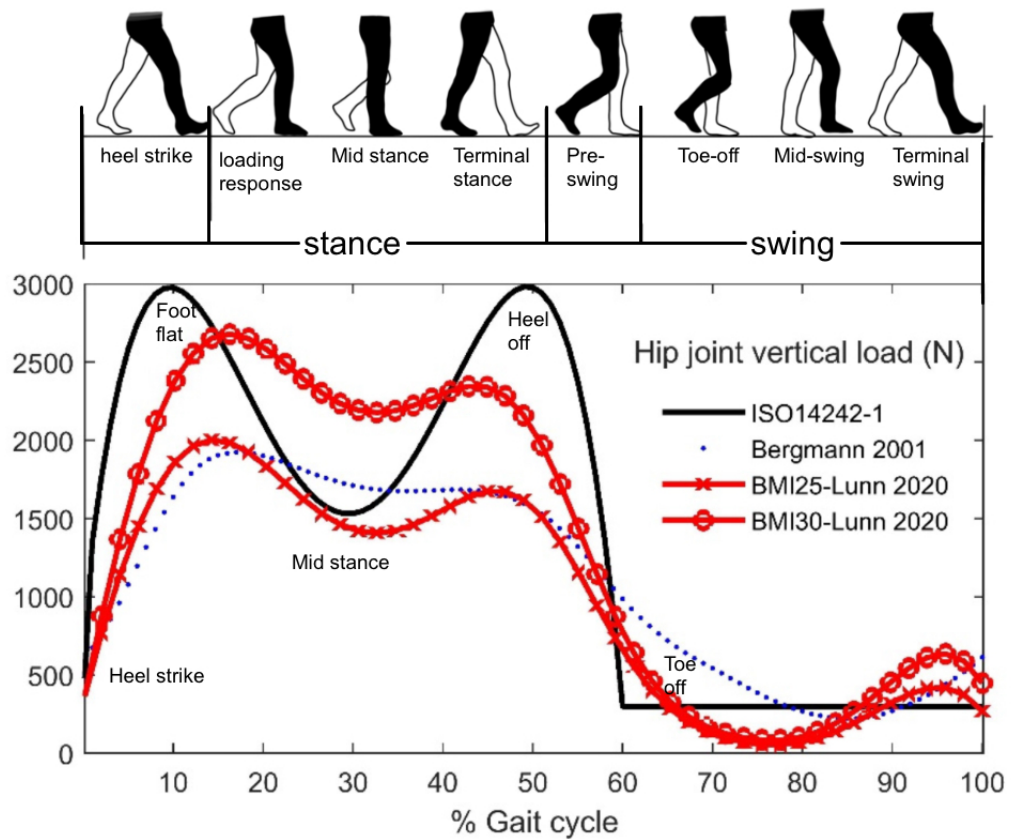 heel strike
loading
response
Mid stance
Terminal
stance
Pre-
swing
Toe-off
Mid-swing
Terminal
swing
stance
swing
3000
2500
2000
1500
1000
500
0
Foot
flat
Heel
off
Hip joint vertical load (N)
ISO14242-1
Bergmann 2001
BMI25-Lunn 2020
BMI30-Lunn 2020
Mid stance
Heel strike
Toe
off
10 20 30 40 50 60 70 80 90 100
% Gait cycle